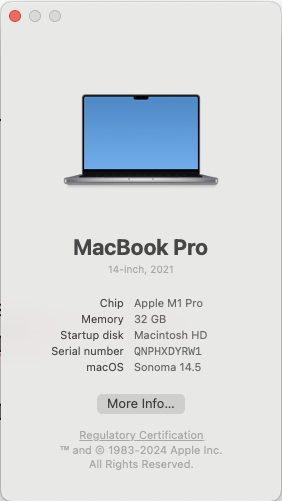 MacBook Pro
14-inch, 2021
Chip Apple M1 Pro
Memory 32 GB
Startup disk Macintosh HD
Serial number QNPHXDYRW1
macOS Sonoma 14.5
More Info...
Regulatory Certification
™ and © 1983-2024 Apple Inc.
All Rights Reserved.